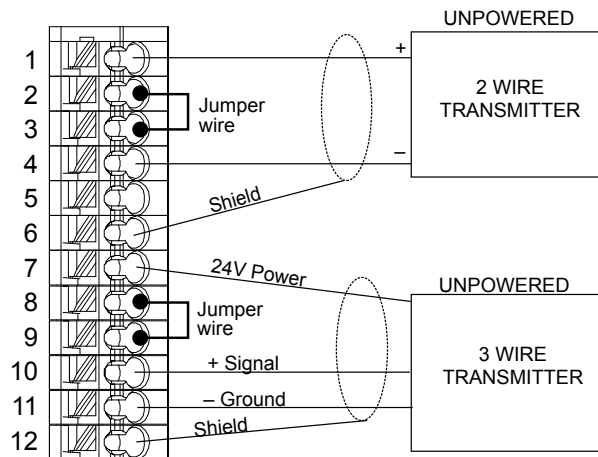 UNPOWERED
1
+
2
2 WIRE
TRANSMITTER
Jumper
wire
3
4
–
5
Shield
6
7
24V Power
UNPOWERED
8
Jumper
wire
9
3 WIRE
TRANSMITTER
10
+ Signal
11
– Ground
Shield
12